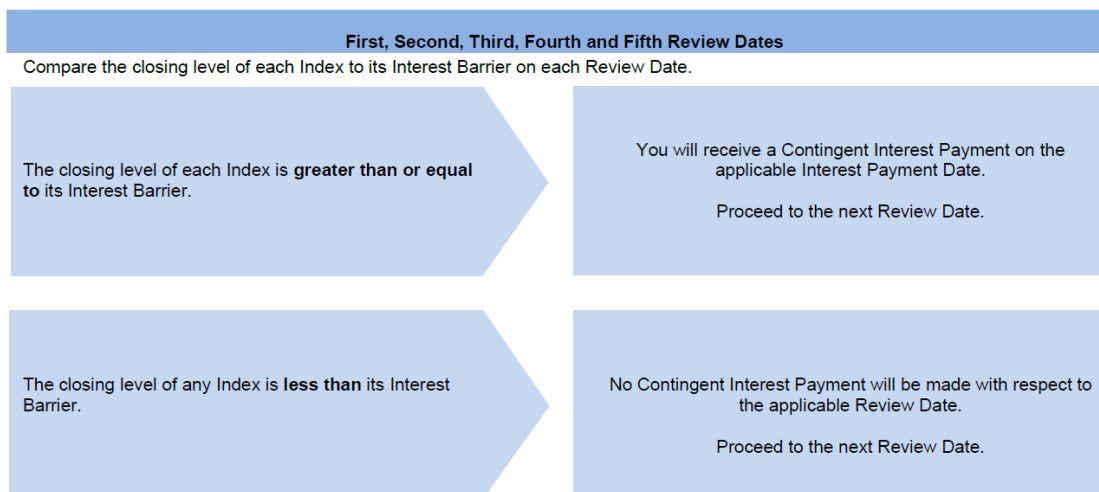 First, Second, Third, Fourth and Fifth Review Dates
Compare the closing level of each Index to its Interest Barrier on each Review Date.
The closing level of each Index is greater than or equal
to its Interest Barrier.
You will receive a Contingent Interest Payment on the
applicable Interest Payment Date.
Proceed to the next Review Date.
The closing level of any Index is less than its Interest
Barrier.
No Contingent Interest Payment will be made with respect to
the applicable Review Date.
Proceed to the next Review Date.